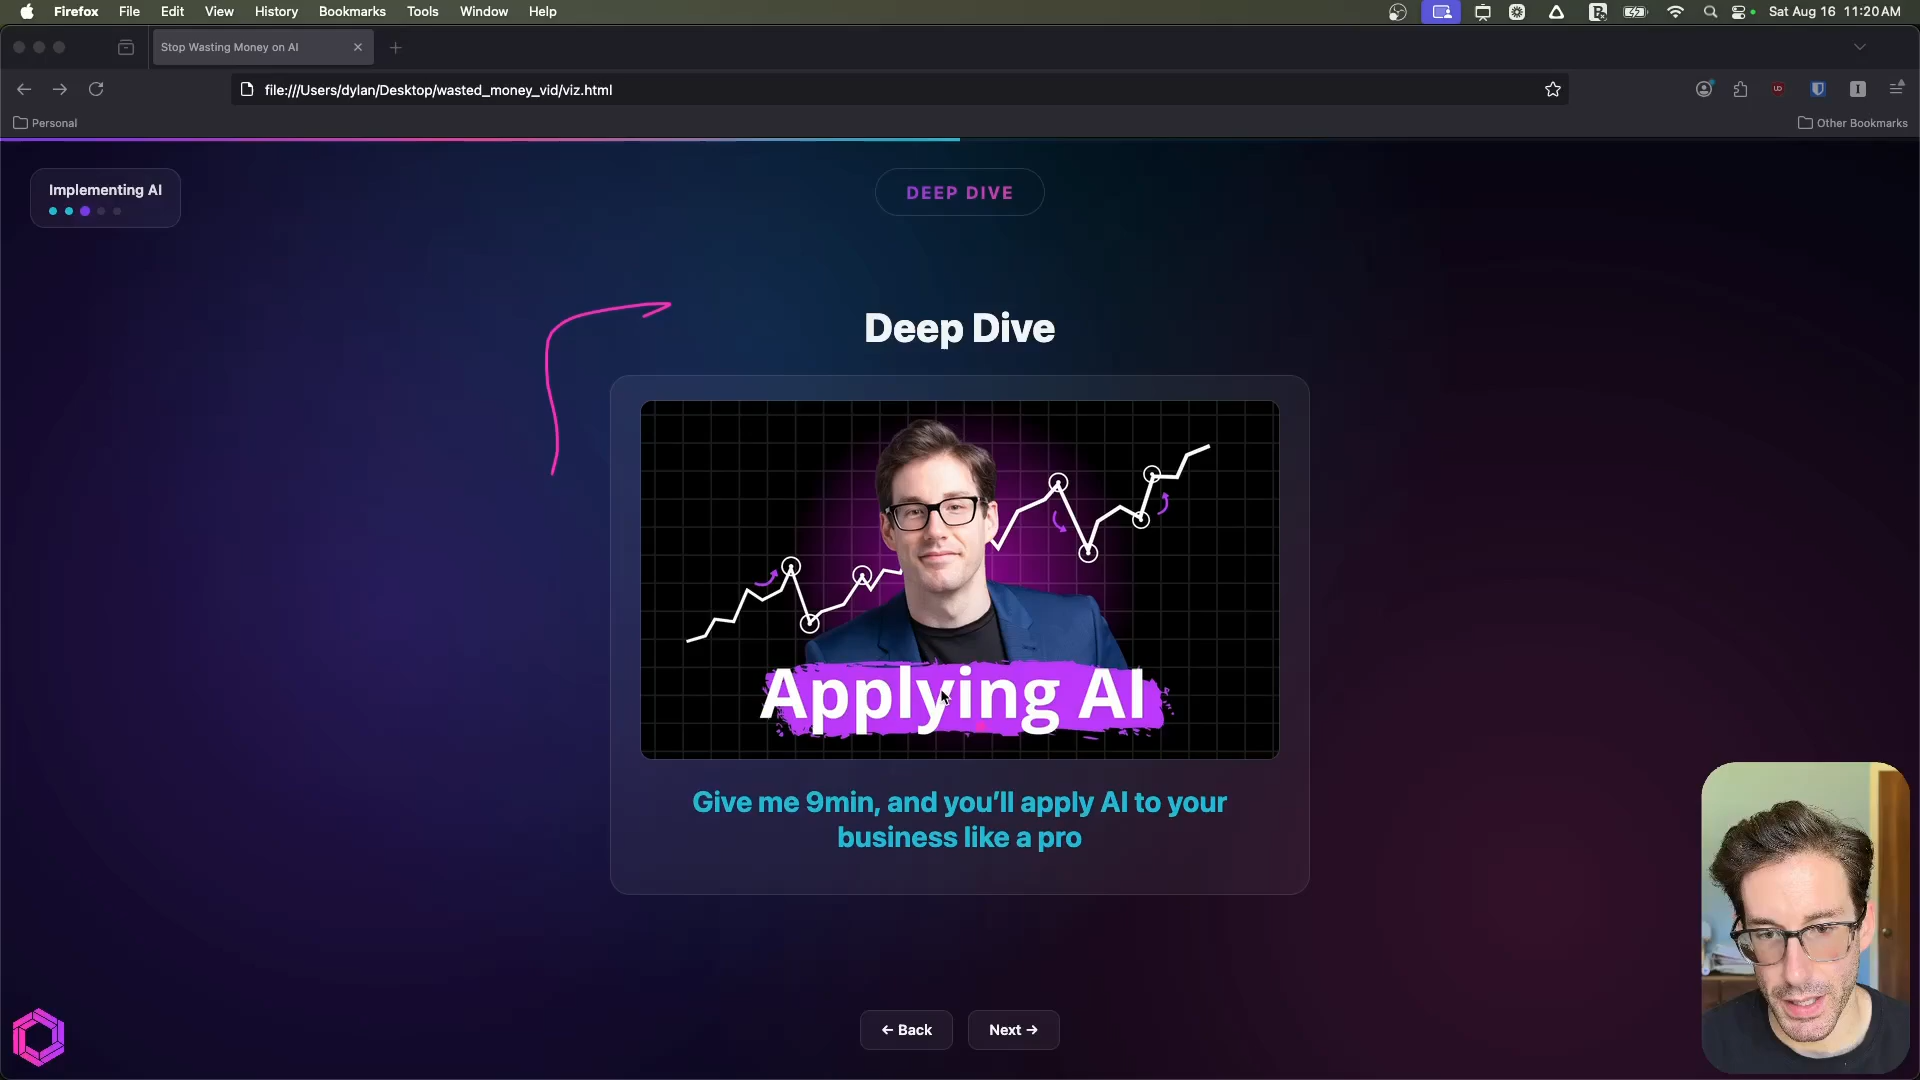 Firefox File Edit View History Bookmarks Tools Window Help Sat Aug 16 11:20 AM
Stop Wasting Money on AI
file:///Users/dylan/Desktop/wasted_money_vid/viz.html
Personal
Other Bookmarks
Implementing AI
DEEP DIVE
Deep Dive
Applying AI
Give me 9min, and you’ll apply AI to your
business like a pro
← Back
Next →